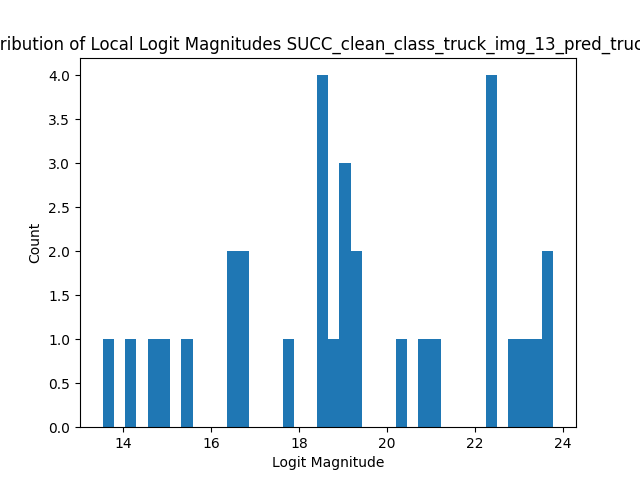 ribution of Local Logit Magnitudes SUCC_clean_class_truck_img_13_pred_truc
4.0
3.5
3.0
2.5
2.0
1.5
1.0
0.5
0.0
Count
14 16 18 20 22 24
Logit Magnitude